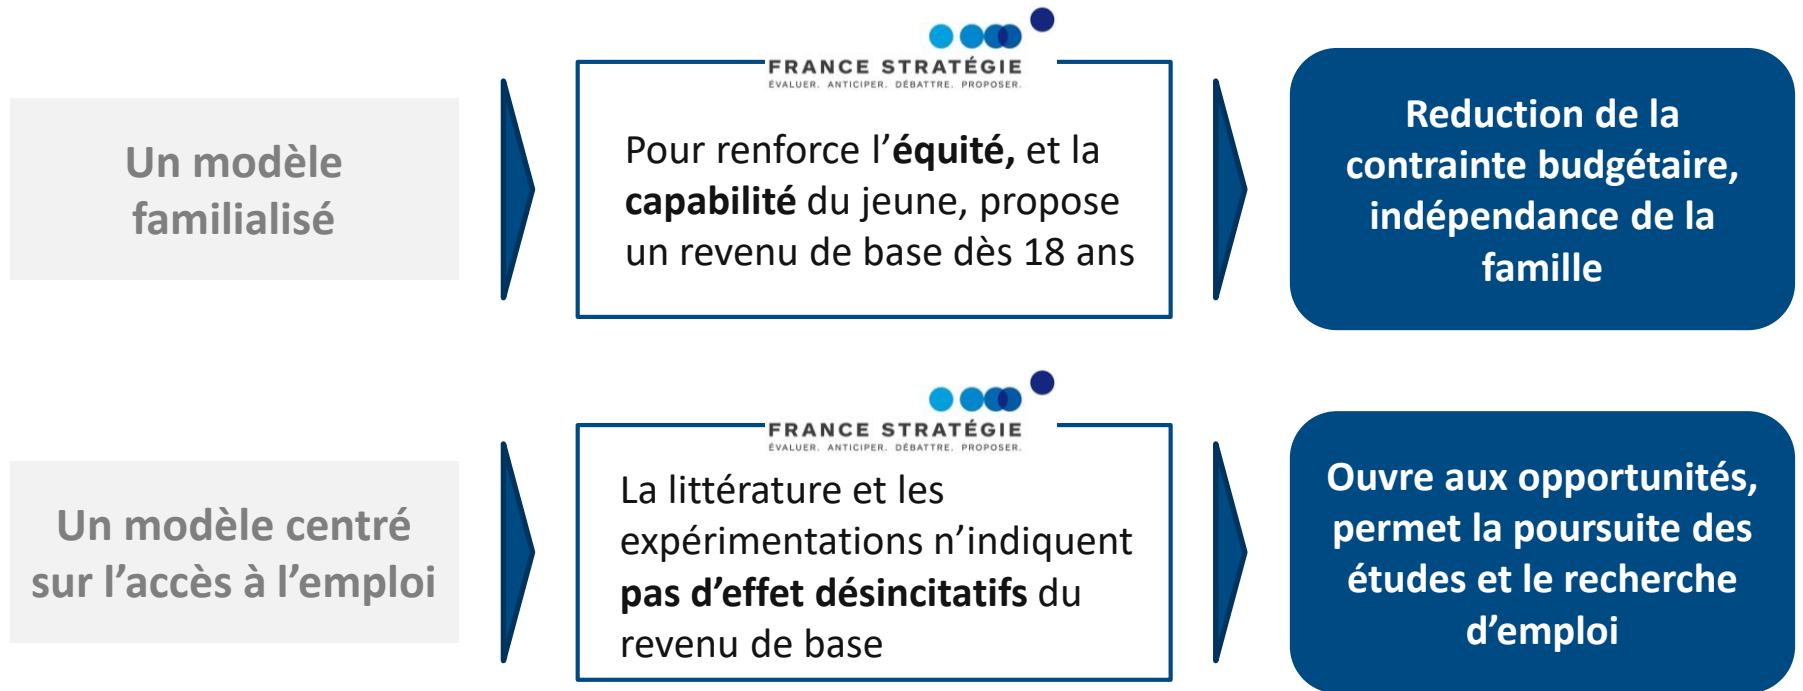 Un modèle
familialisé
FRANCE STRATÉGIE
ÉVALUER. ANTICIPER. DÉBATTRE. PROPOSER.
Pour renforce l’équité, et la
capabilité du jeune, propose
un revenu de base dès 18 ans
Reduction de la
contrainte budgétaire,
indépendance de la
famille
Un modèle centré
sur l’accès à l’emploi
FRANCE STRATÉGIE
ÉVALUER. ANTICIPER. DÉBATTRE. PROPOSER.
La littérature et les
expérimentations n’indiquent
pas d’effet désincitatifs du
revenu de base
Ouvre aux opportunités,
permet la poursuite des
études et le recherche
d’emploi